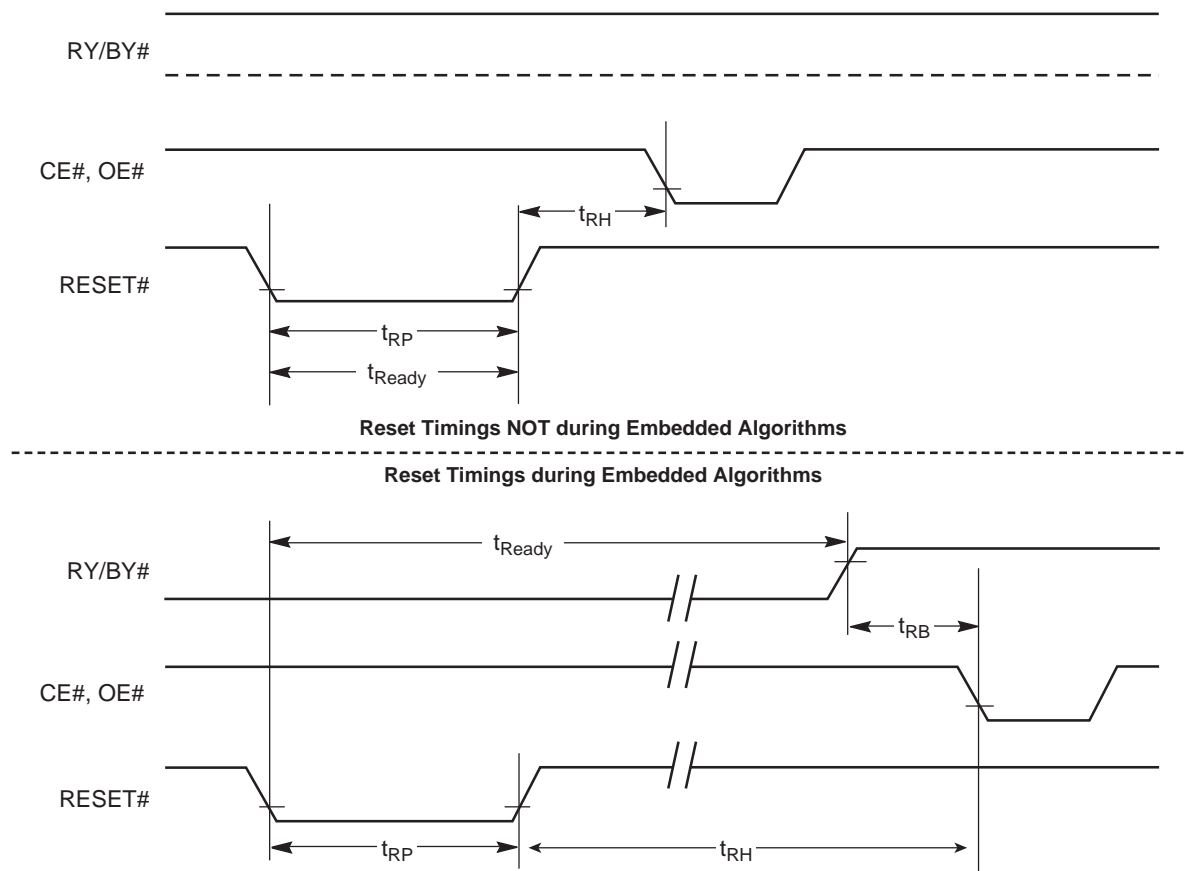 RY/BY#
CE#, OE#
tRH
RESET#
tRP
tReady
Reset Timings NOT during Embedded Algorithms
Reset Timings during Embedded Algorithms
tReady
RY/BY#
tRB
CE#, OE#
RESET#
tRP
tRH